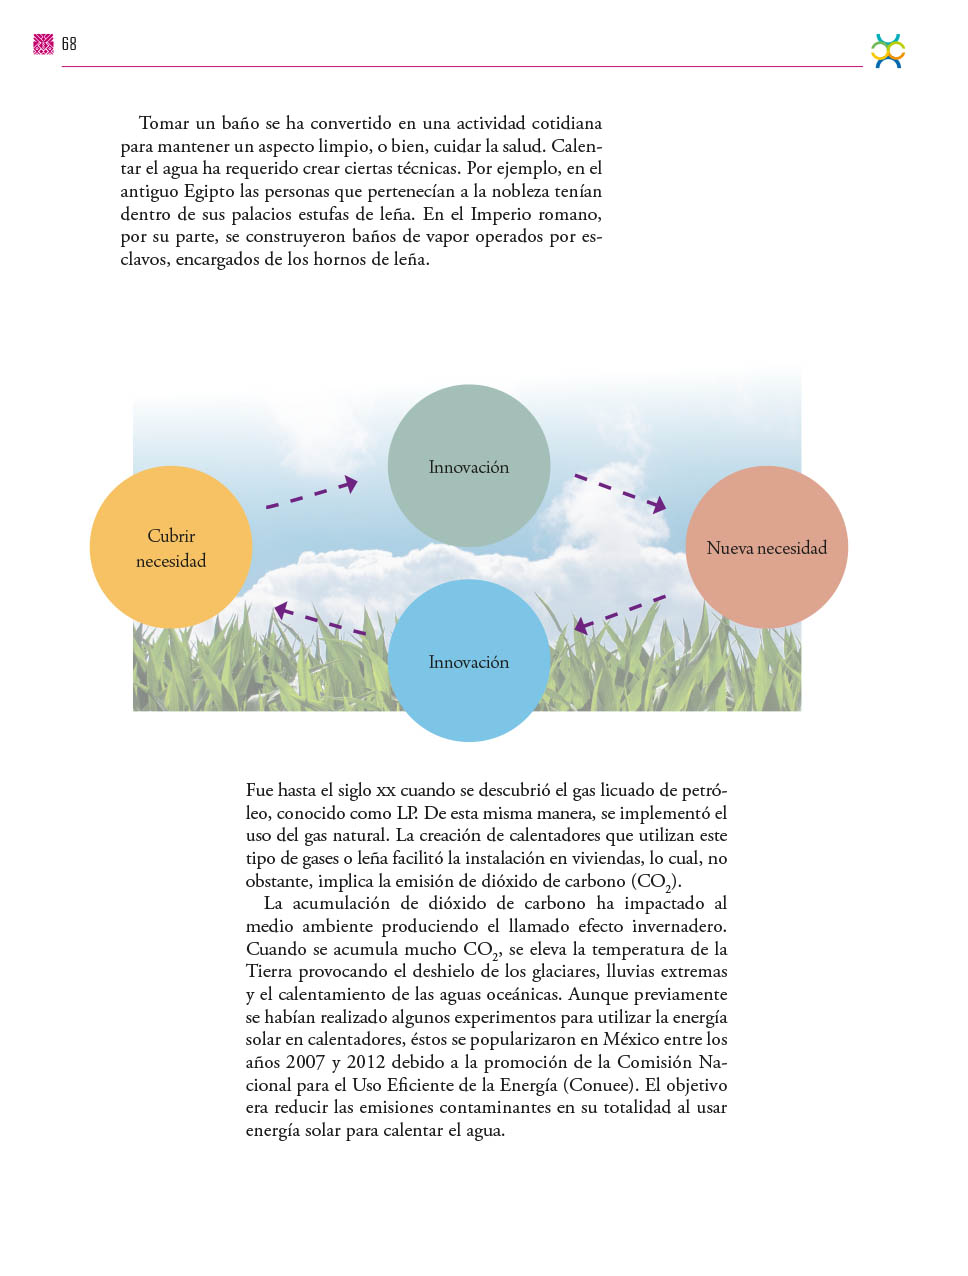 68
Tomar un baño se ha convertido en una actividad cotidiana
para mantener un aspecto limpio, o bien, cuidar la salud. Calen-
tar el agua ha requerido crear ciertas técnicas. Por ejemplo, en el
antiguo Egipto las personas que pertenecían a la nobleza tenían
dentro de sus palacios estufas de leña. En el Imperio romano,
por su parte, se construyeron baños de vapor operados por es-
clavos, encargados de los hornos de leña.
Innovación
Cubrir
necesidad
Nueva necesidad
Innovación
Fue hasta el siglo XX cuando se descubrió el gas licuado de petró-
leo, conocido como LP. De esta misma manera, se implementó el
uso del gas natural. La creación de calentadores que utilizan este
tipo de gases o leña facilitó la instalación en viviendas, lo cual, no
obstante, implica la emisión de dióxido de carbono (CO₂).
La acumulación de dióxido de carbono ha impactado al
medio ambiente produciendo el llamado efecto invernadero.
Cuando se acumula mucho CO₂, se eleva la temperatura de la
Tierra provocando el deshielo de los glaciares, lluvias extremas
y el calentamiento de las aguas oceánicas. Aunque previamente
se habían realizado algunos experimentos para utilizar la energía
solar en calentadores, éstos se popularizaron en México entre los
años 2007 y 2012 debido a la promoción de la Comisión Na-
cional para el Uso Eficiente de la Energía (Conuee). El objetivo
era reducir las emisiones contaminantes en su totalidad al usar
energía solar para calentar el agua.